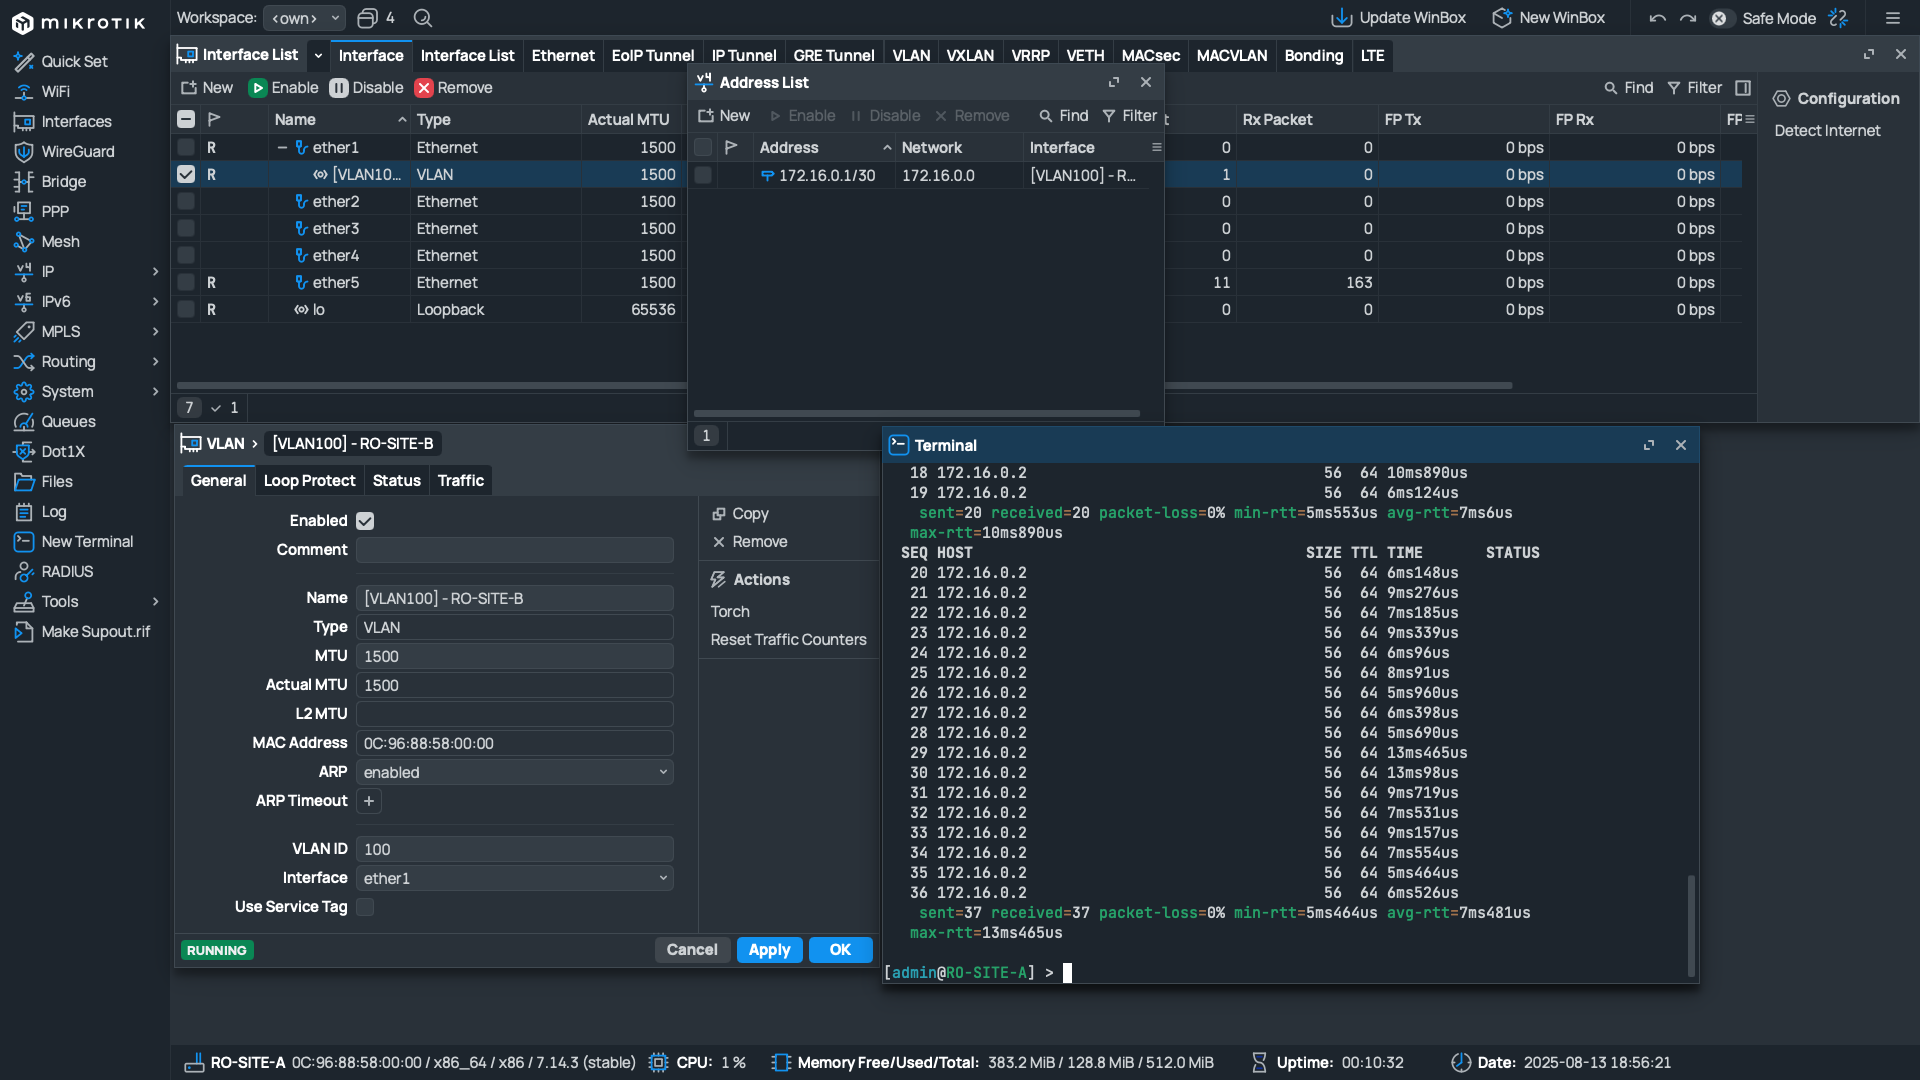 mikrotik
Workspace: <own> 4
Update WinBox New WinBox Safe Mode
Quick Set
WiFi
Interfaces
WireGuard
Bridge
PPP
Mesh
IP
IPv6
MPLS
Routing
System
Queues
Dot1X
Files
Log
New Terminal
RADIUS
Tools
Make Supout.rif
Interface List Interface Interface List Ethernet EoIP Tunnel IP Tunnel GRE Tunnel VLAN VXLAN VRRP VETH MACsec MACVLAN Bonding LTE
New Enable Disable Remove Find Filter
Name Type Actual MTU t Rx Packet FP Tx FP Rx FP
R ether1 Ethernet 1500 0 0 0 bps 0 bps
R [VLAN10... VLAN 1500 1 0 0 bps 0 bps
ether2 Ethernet 1500 0 0 0 bps 0 bps
ether3 Ethernet 1500 0 0 0 bps 0 bps
ether4 Ethernet 1500 0 0 0 bps 0 bps
R ether5 Ethernet 1500 11 163 0 bps 0 bps
R lo Loopback 65536 0 0 0 bps 0 bps
7 1
Configuration
Detect Internet
v4 Address List
New Enable Disable Remove Find Filter
Address Network Interface
172.16.0.1/30 172.16.0.0 [VLAN100] - R...
1
VLAN [VLAN100] - RO-SITE-B
General Loop Protect Status Traffic
Enabled
Comment
Name [VLAN100] - RO-SITE-B
Type VLAN
MTU 1500
Actual MTU 1500
L2 MTU
MAC Address 0C:96:88:58:00:00
ARP enabled
ARP Timeout +
VLAN ID 100
Interface ether1
Use Service Tag
Copy
Remove
Actions
Torch
Reset Traffic Counters
RUNNING Cancel Apply OK
Terminal
18 172.16.0.2 56 64 10ms890us
19 172.16.0.2 56 64 6ms124us
sent=20 received=20 packet-loss=0% min-rtt=5ms553us avg-rtt=7ms6us
max-rtt=10ms890us
SEQ HOST SIZE TTL TIME STATUS
20 172.16.0.2 56 64 6ms148us
21 172.16.0.2 56 64 9ms276us
22 172.16.0.2 56 64 7ms185us
23 172.16.0.2 56 64 9ms339us
24 172.16.0.2 56 64 6ms96us
25 172.16.0.2 56 64 8ms91us
26 172.16.0.2 56 64 5ms960us
27 172.16.0.2 56 64 6ms398us
28 172.16.0.2 56 64 5ms690us
29 172.16.0.2 56 64 13ms465us
30 172.16.0.2 56 64 13ms98us
31 172.16.0.2 56 64 9ms719us
32 172.16.0.2 56 64 7ms531us
33 172.16.0.2 56 64 9ms157us
34 172.16.0.2 56 64 7ms554us
35 172.16.0.2 56 64 5ms464us
36 172.16.0.2 56 64 6ms526us
sent=37 received=37 packet-loss=0% min-rtt=5ms464us avg-rtt=7ms481us
max-rtt=13ms465us
[admin@RO-SITE-A] >
RO-SITE-A 0C:96:88:58:00:00 / x86_64 / x86 / 7.14.3 (stable) CPU: 1 % Memory Free/Used/Total: 383.2 MiB / 128.8 MiB / 512.0 MiB Uptime: 00:10:32 Date: 2025-08-13 18:56:21